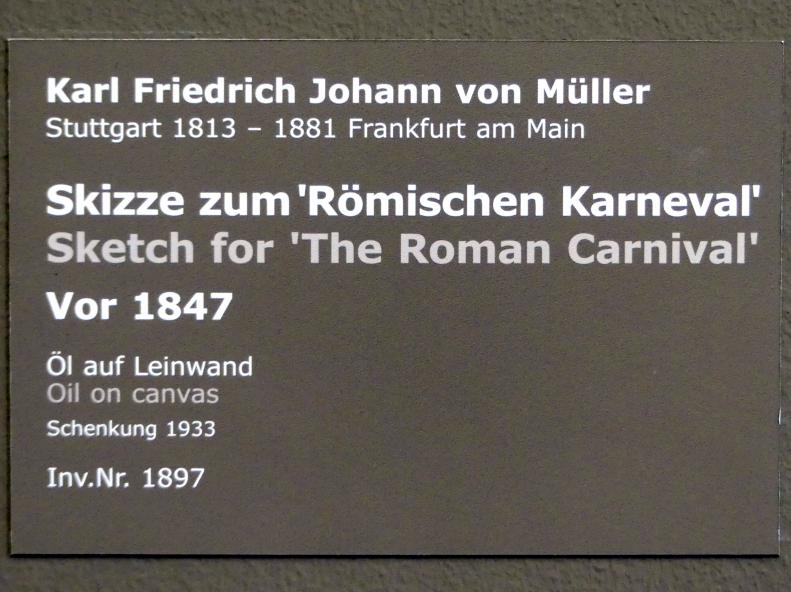 Karl Friedrich Johann von Müller
Stuttgart 1813 – 1881 Frankfurt am Main
Skizze zum 'Römischen Karneval'
Sketch for 'The Roman Carnival'
Vor 1847
Öl auf Leinwand
Oil on canvas
Schenkung 1933
Inv.Nr. 1897